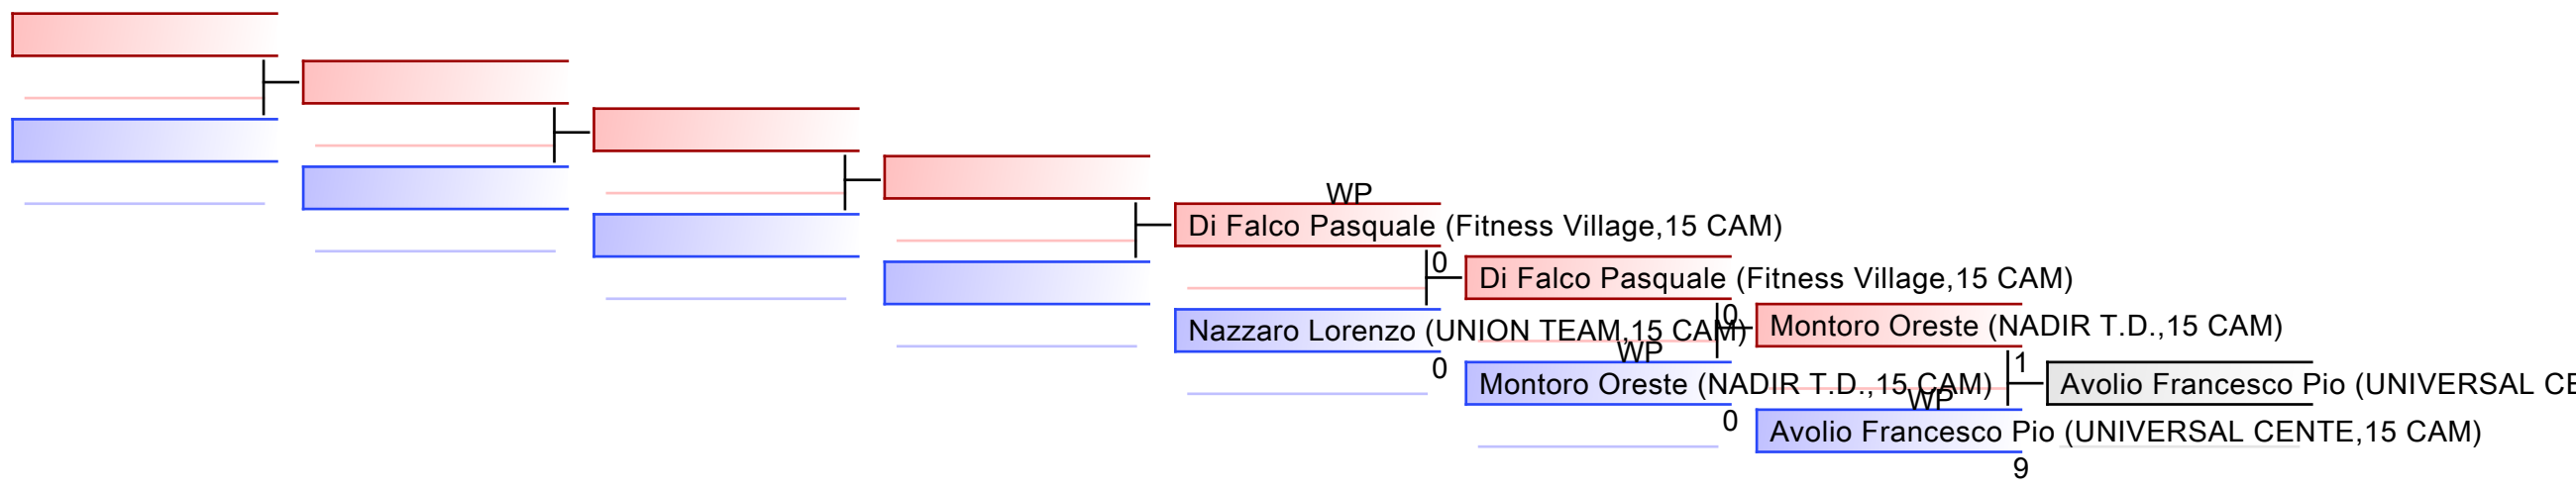 WP
Di Falco Pasquale (Fitness Village,15 CAM)
0
Di Falco Pasquale (Fitness Village,15 CAM)
0
Nazzaro Lorenzo (UNION TEAM,15 CAM)
Montoro Oreste (NADIR T.D.,15 CAM)
WP
0
1
Montoro Oreste (NADIR T.D.,15 CAM)
Avolio Francesco Pio (UNIVERSAL CE
WP
0
Avolio Francesco Pio (UNIVERSAL CENTE,15 CAM)
9